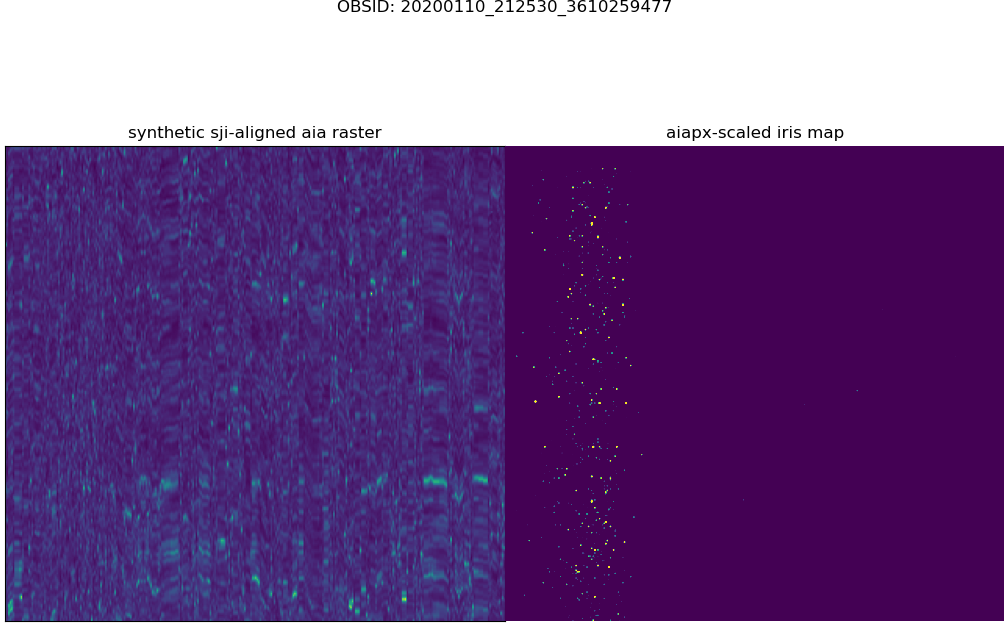 OBSID: 20200110_212530_3610259477
synthetic sji-aligned aia raster
aiapx-scaled iris map